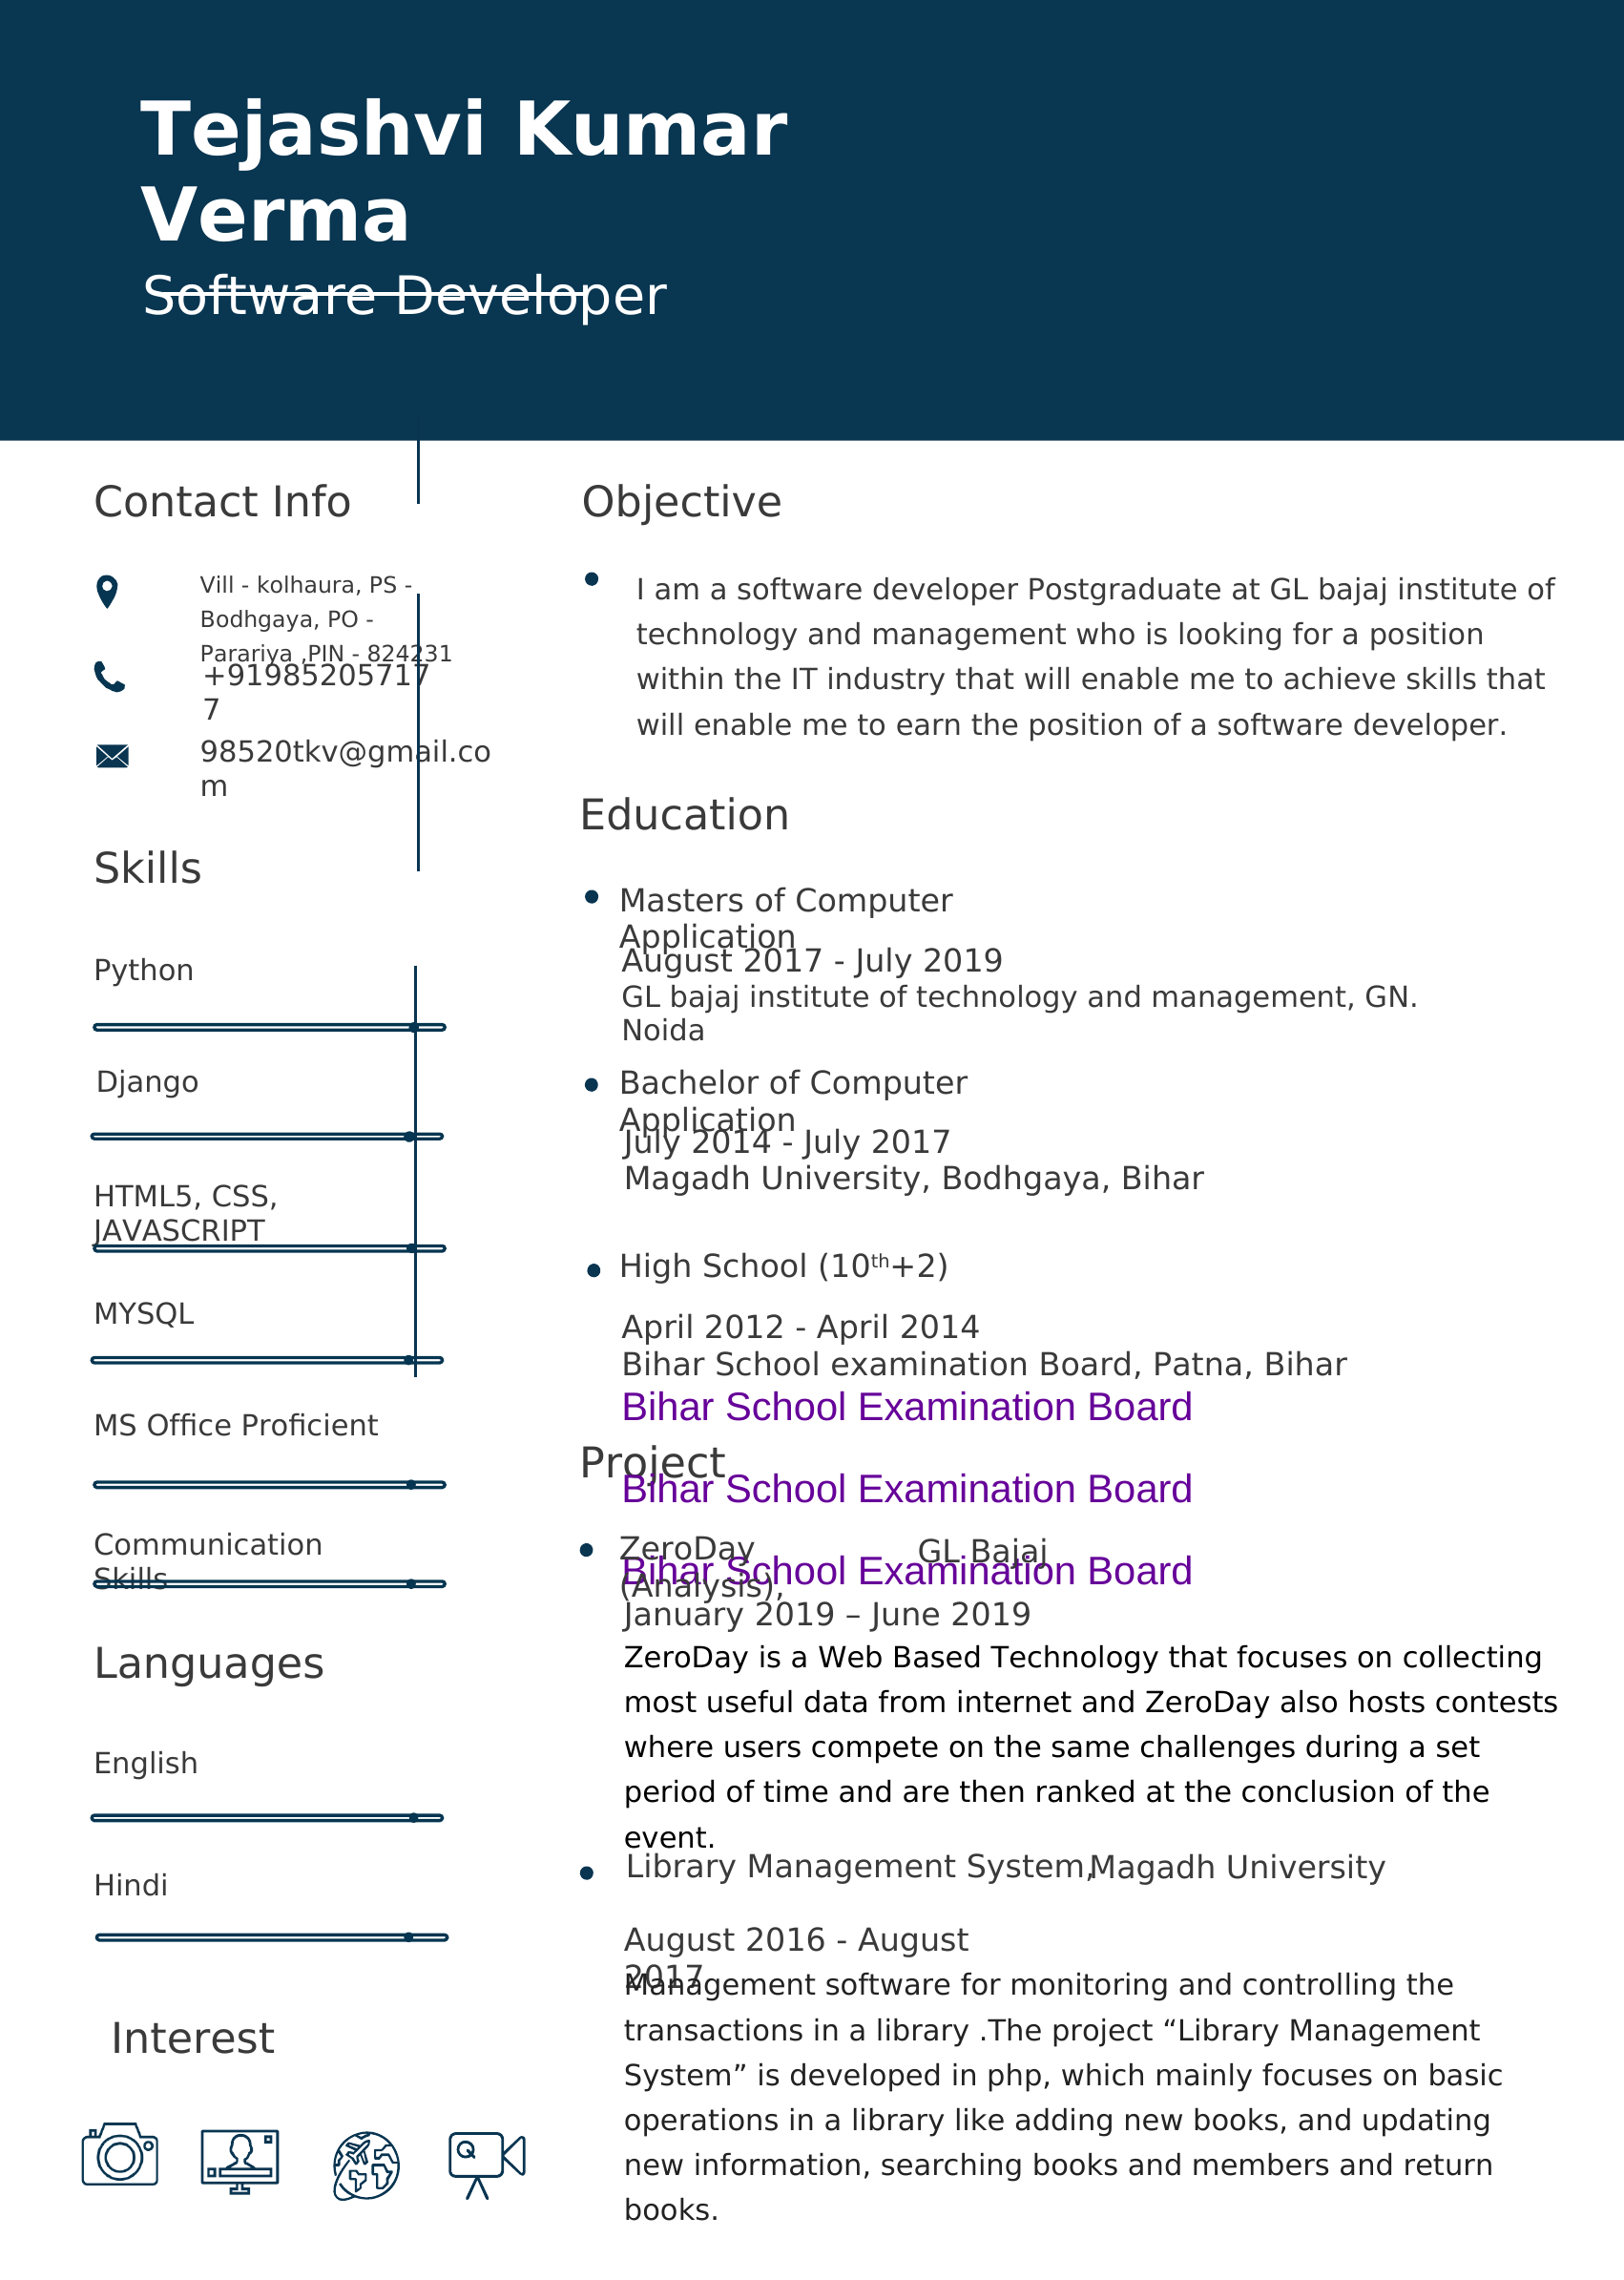 Tejashvi Kumar
Verma
Software Developer
Contact Info
Vill - kolhaura, PS -
Bodhgaya, PO -
Parariya ,PIN - 824231
+91985205717
7
98520tkv@gmail.co
m
Skills
Python
Django
HTML5, CSS,
JAVASCRIPT
MYSQL
MS Office Proficient
Communication
Skills
Languages
English
Hindi
Interest
Objective
I am a software developer Postgraduate at GL bajaj institute of
technology and management who is looking for a position
within the IT industry that will enable me to achieve skills that
will enable me to earn the position of a software developer.
Education
Masters of Computer
Application
August 2017 - July 2019
GL bajaj institute of technology and management, GN.
Noida
Bachelor of Computer
Application
July 2014 - July 2017
Magadh University, Bodhgaya, Bihar
High School (10th+2)
April 2012 - April 2014
Bihar School examination Board, Patna, Bihar
Bihar School Examination Board
Project
Bihar School Examination Board
ZeroDay GL Bajaj
Bihar School Examination Board
(Analysis),
January 2019 – June 2019
ZeroDay is a Web Based Technology that focuses on collecting
most useful data from internet and ZeroDay also hosts contests
where users compete on the same challenges during a set
period of time and are then ranked at the conclusion of the
event.
Library Management System, Magadh University
August 2016 - August
2017
Management software for monitoring and controlling the
transactions in a library .The project “Library Management
System” is developed in php, which mainly focuses on basic
operations in a library like adding new books, and updating
new information, searching books and members and return
books.